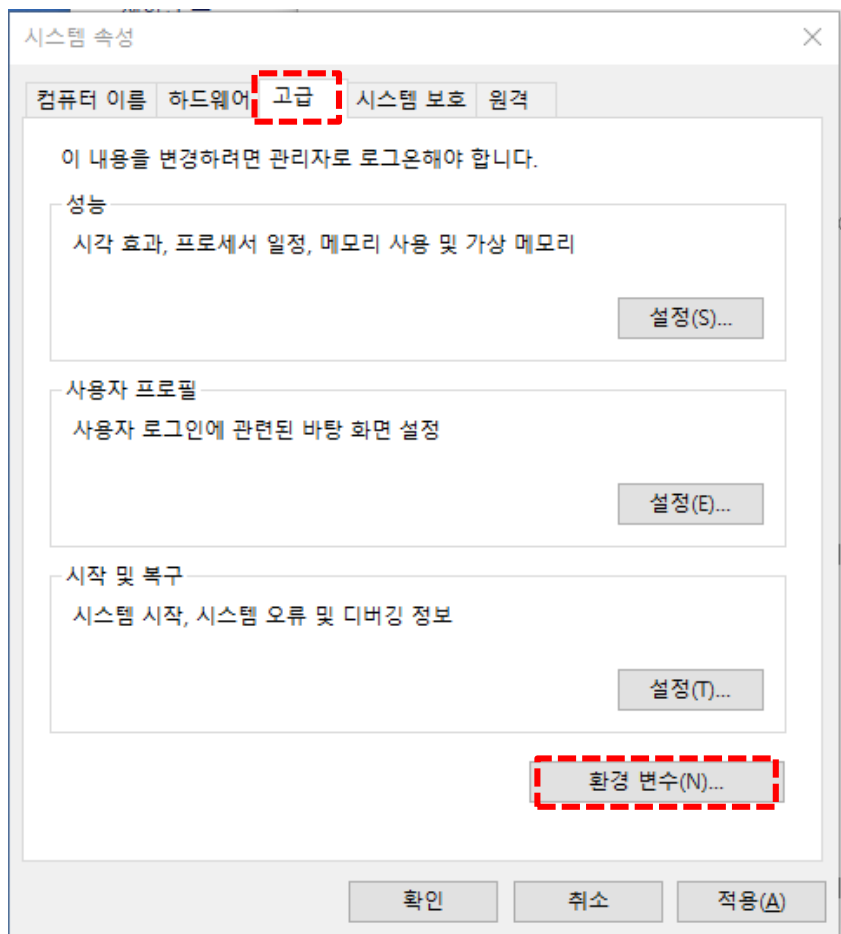 시스템 속성
컴퓨터 이름 하드웨어 고급 시스템 보호 원격
이 내용을 변경하려면 관리자로 로그온해야 합니다.
성능
시각 효과, 프로세서 일정, 메모리 사용 및 가상 메모리
설정(S)...
사용자 프로필
사용자 로그인에 관련된 바탕 화면 설정
설정(E)...
시작 및 복구
시스템 시작, 시스템 오류 및 디버깅 정보
설정(T)...
환경 변수(N)...
확인 취소 적용(A)